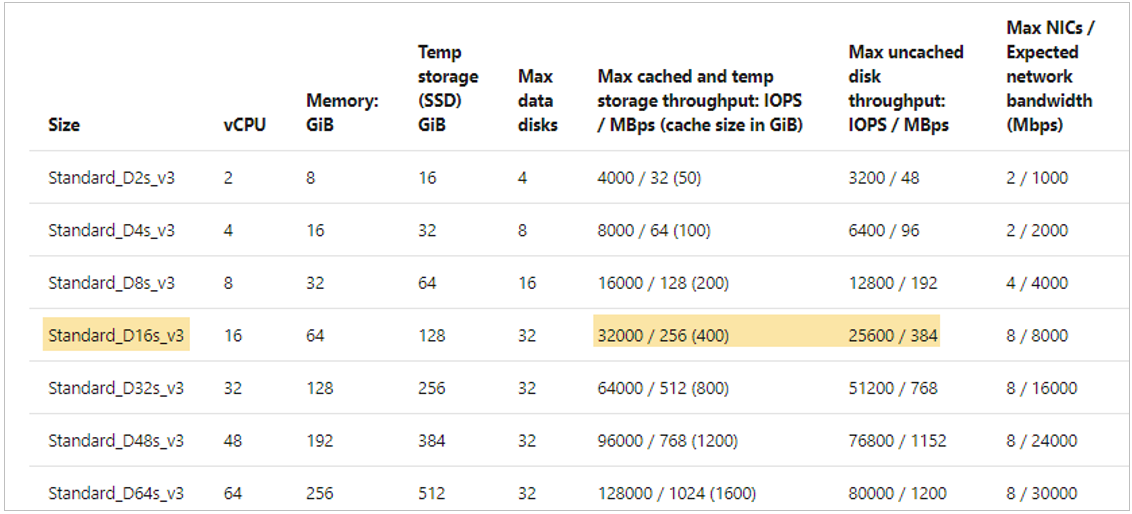 Size vCPU Memory: GiB Temp storage (SSD) GiB Max data disks Max cached and temp storage throughput: IOPS / MBps (cache size in GiB) Max uncached disk throughput: IOPS / MBps Max NICs / Expected network bandwidth (Mbps)
Standard_D2s_v3 2 8 16 4 4000 / 32 (50) 3200 / 48 2 / 1000
Standard_D4s_v3 4 16 32 8 8000 / 64 (100) 6400 / 96 2 / 2000
Standard_D8s_v3 8 32 64 16 16000 / 128 (200) 12800 / 192 4 / 4000
Standard_D16s_v3 16 64 128 32 32000 / 256 (400) 25600 / 384 8 / 8000
Standard_D32s_v3 32 128 256 32 64000 / 512 (800) 51200 / 768 8 / 16000
Standard_D48s_v3 48 192 384 32 96000 / 768 (1200) 76800 / 1152 8 / 24000
Standard_D64s_v3 64 256 512 32 128000 / 1024 (1600) 80000 / 1200 8 / 30000